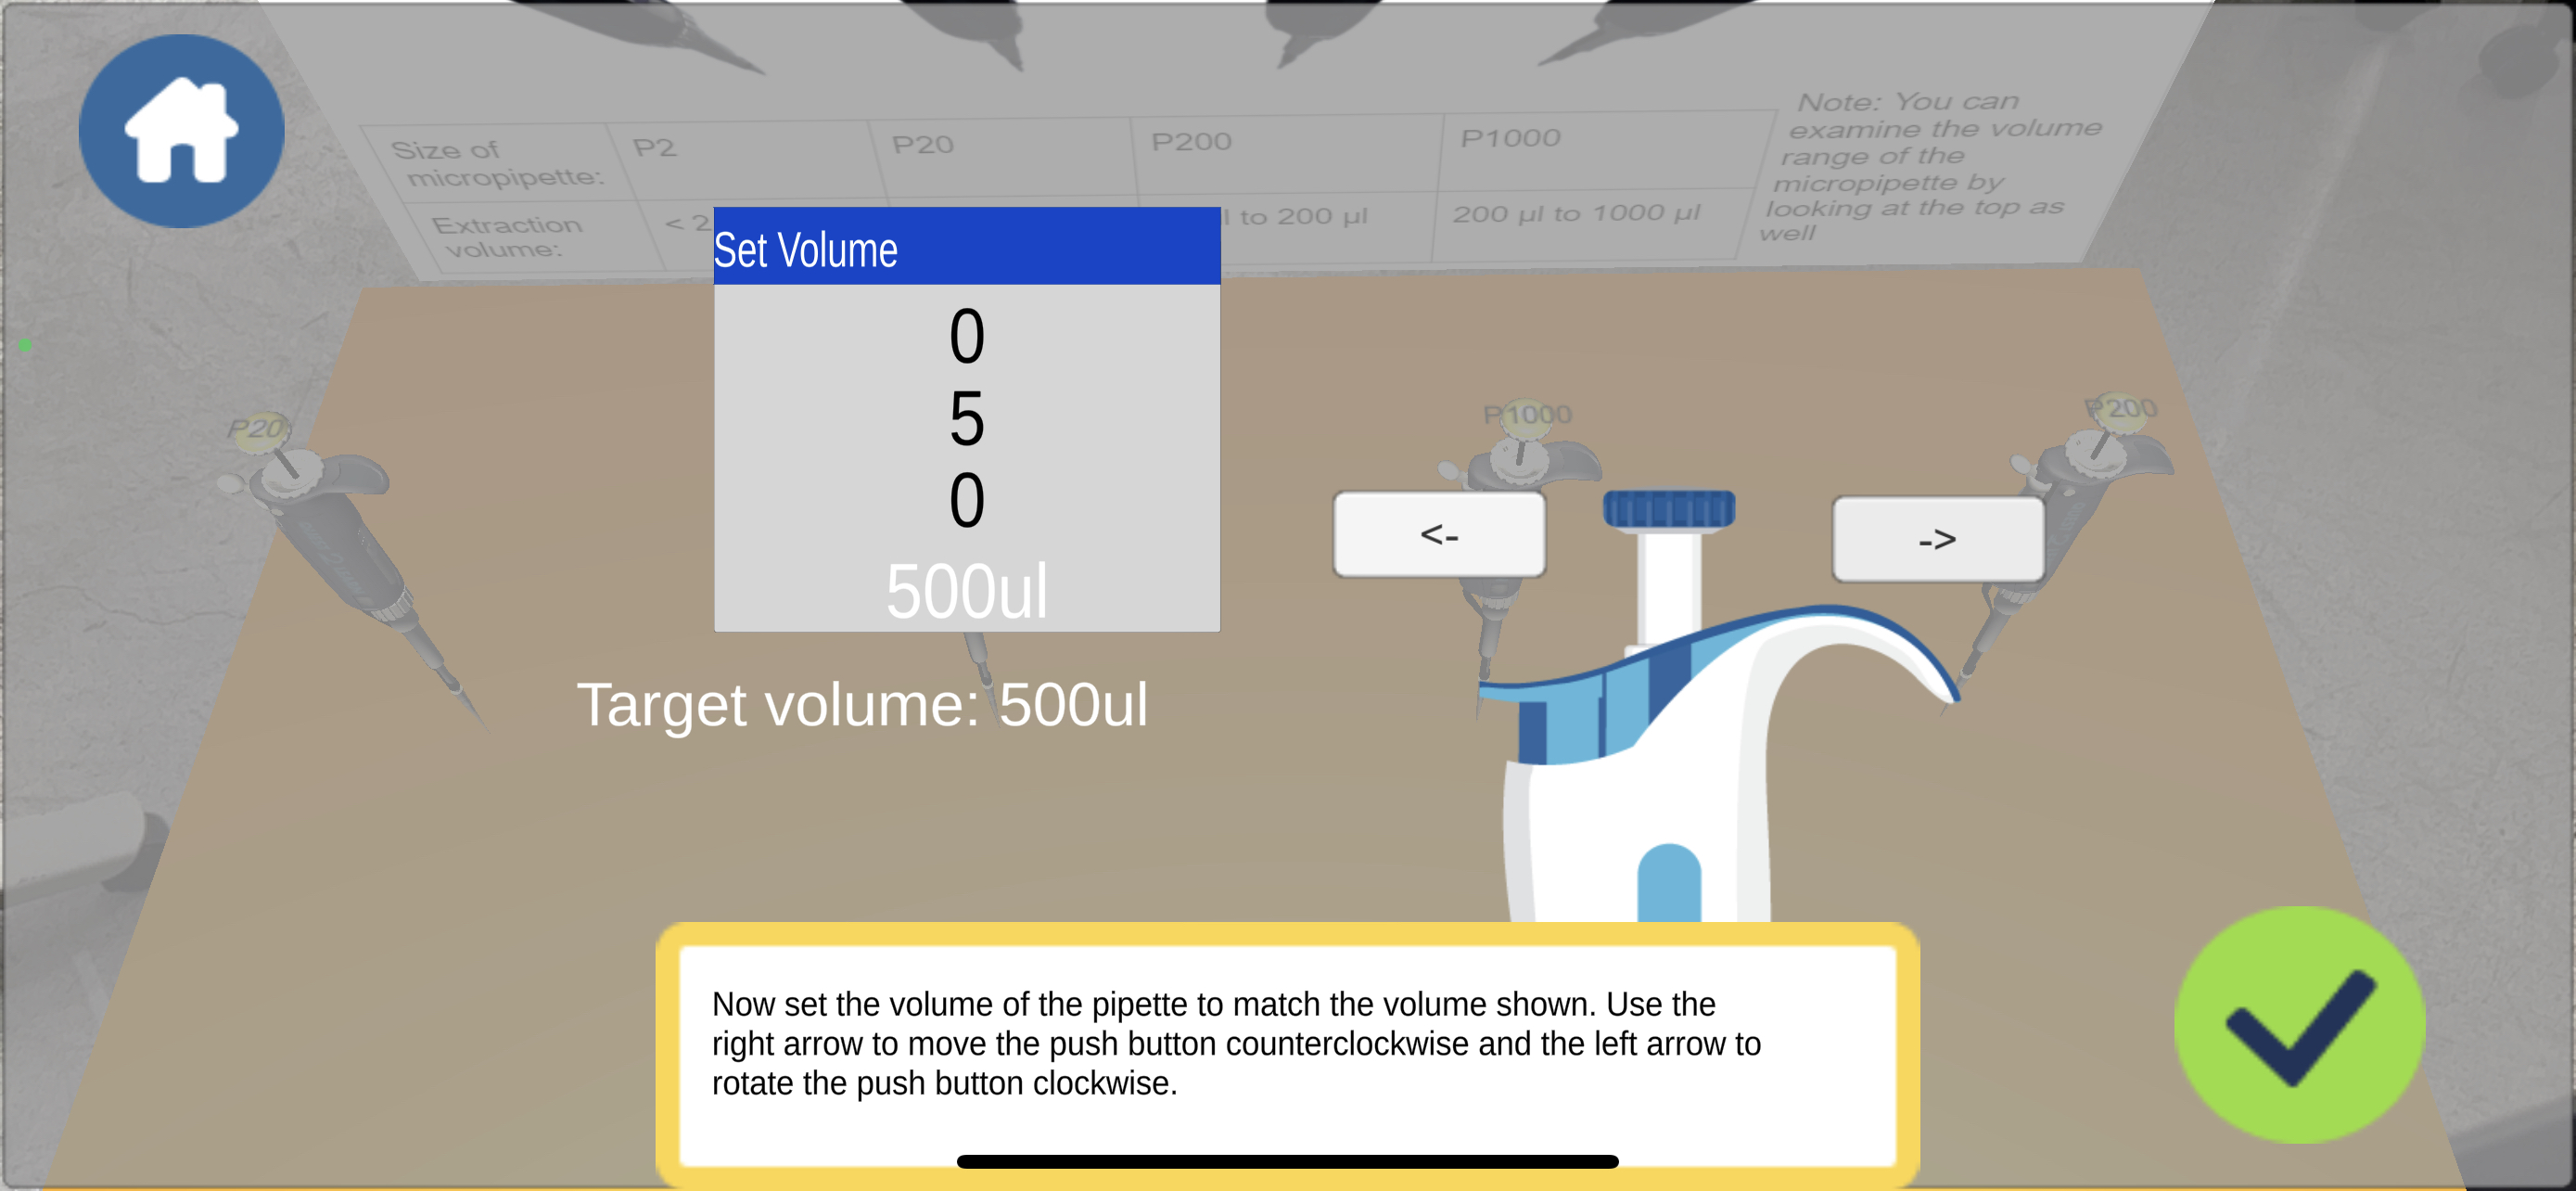 Size of micropipette:
P2
P20
P200
P1000
Extraction volume:
< 2
l to 200 µl
200 µl to 1000 µl
Note: You can
examine the volume
range of the
micropipette by
looking at the top as
well
Set Volume
0
5
0
500ul
P20
P1000
P200
<-
->
Target volume: 500ul
Now set the volume of the pipette to match the volume shown. Use the
right arrow to move the push button counterclockwise and the left arrow to
rotate the push button clockwise.